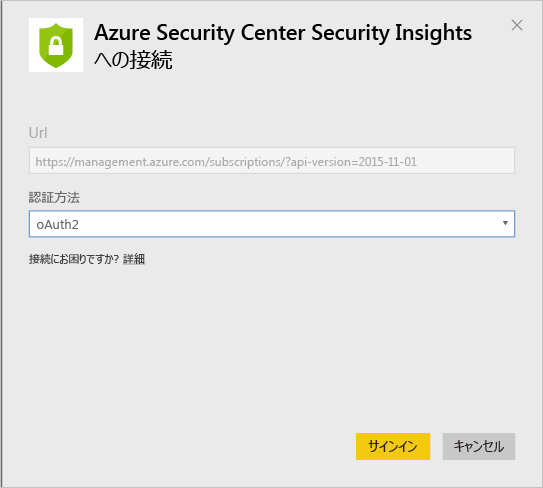 Azure Security Center Security Insights
への接続
Url
https://management.azure.com/subscriptions/?api-version=2015-11-01
認証方法
oAuth2
接続にお困りですか? 詳細
サインイン
キャンセル